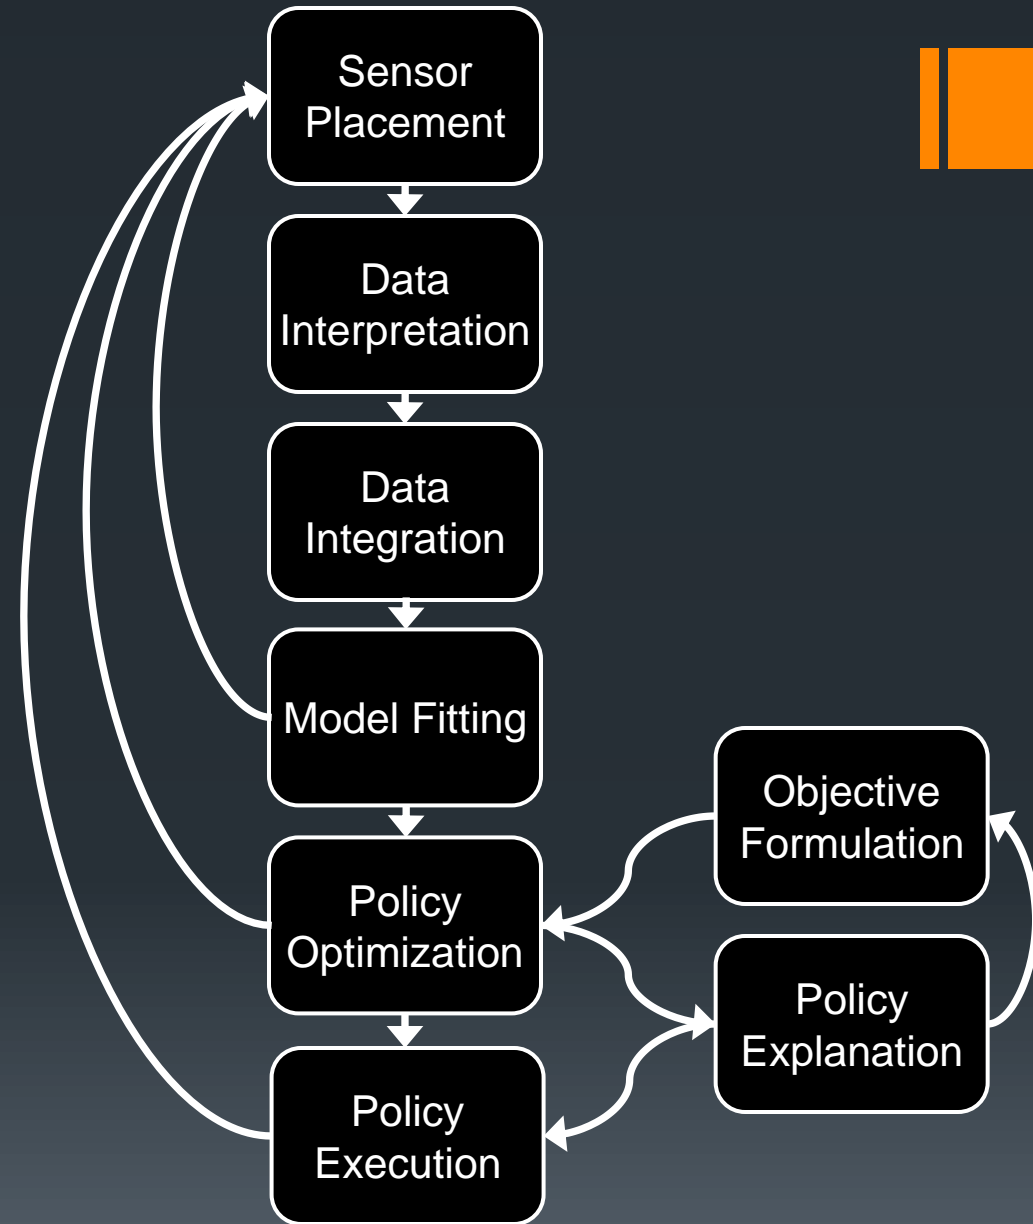 Sensor
Placement
Data
Interpretation
Data
Integration
Model Fitting
Policy
Optimization
Policy
Execution
Objective
Formulation
Policy
Explanation